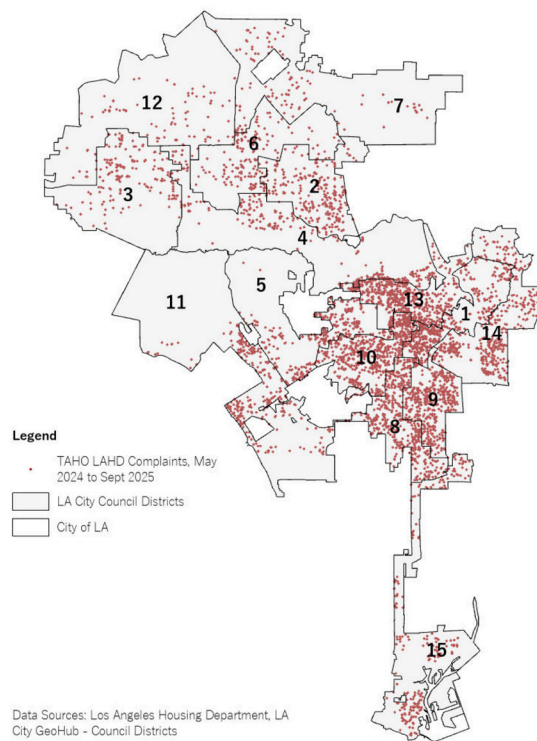 12
7
6
2
3
4
5
11
13
1
14
10
9
8
Legend
TAHO LAHD Complaints, May
2024 to Sept 2025
LA City Council Districts
City of LA
15
Data Sources: Los Angeles Housing Department, LA
City GeoHub - Council Districts